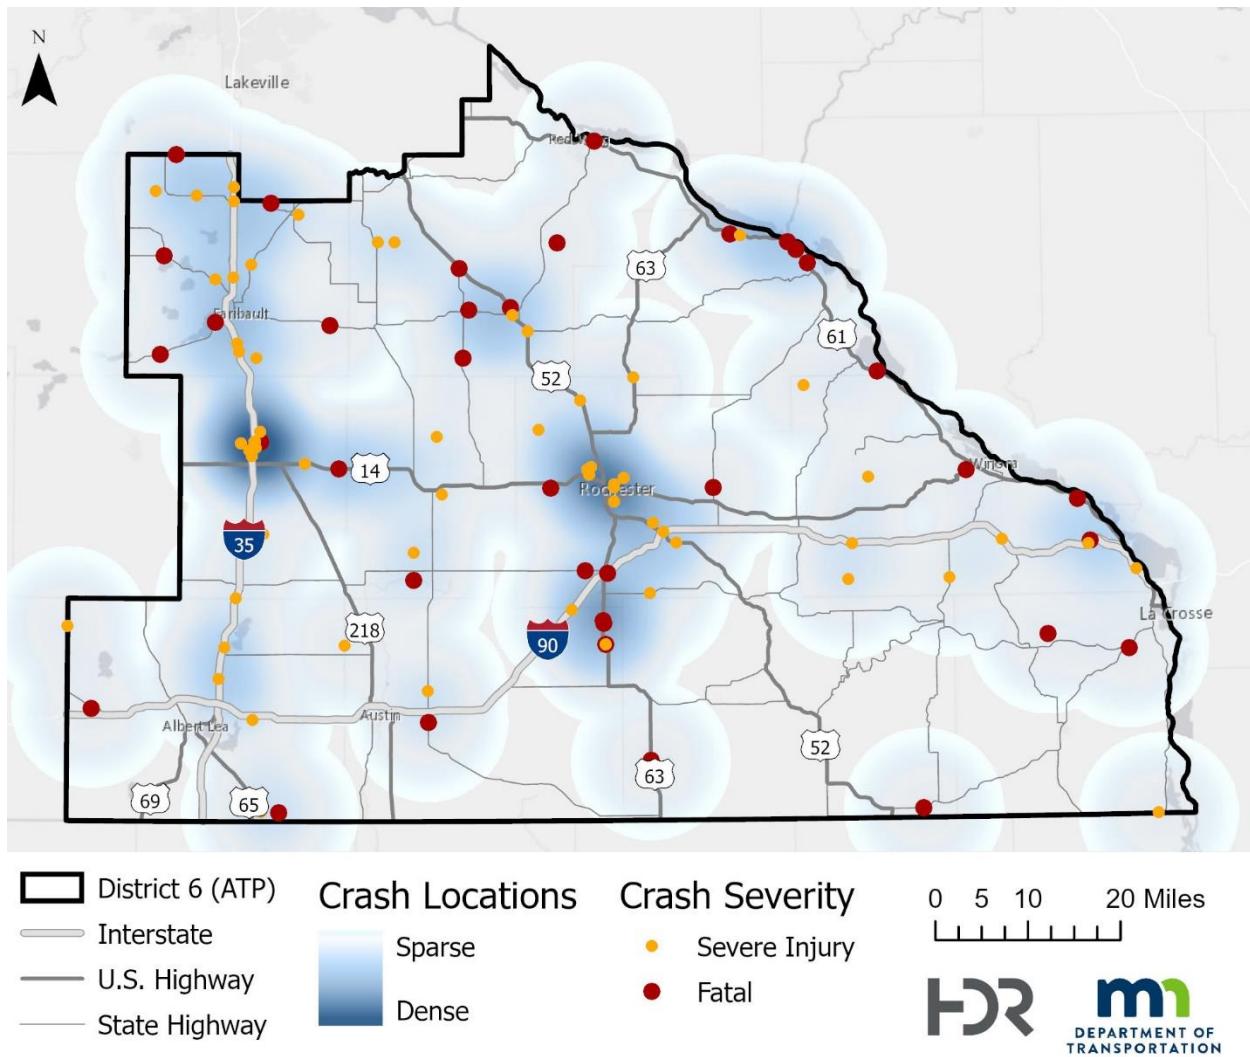 N
Lakeville
Red Wing
63
61
Faribault
52
14
Rochester
Winona
35
218
90
La Crosse
Albert Lea
Austin
69
65
63
52
District 6 (ATP)
Interstate
U.S. Highway
State Highway
Crash Locations
Sparse
Dense
Crash Severity
Severe Injury
Fatal
0 5 10 20 Miles
HDR
mn
DEPARTMENT OF
TRANSPORTATION